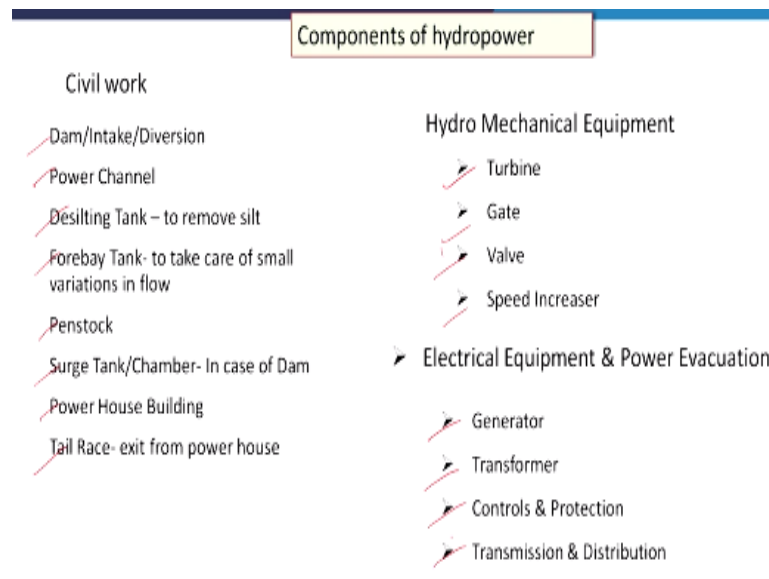 Components of hydropower
Civil work
Dam/Intake/Diversion
Power Channel
Desilting Tank – to remove silt
Forebay Tank- to take care of small
variations in flow
Penstock
Surge Tank/Chamber- In case of Dam
Power House Building
Tail Race- exit from power house
Hydro Mechanical Equipment
Turbine
Gate
Valve
Speed Increaser
Electrical Equipment & Power Evacuation
Generator
Transformer
Controls & Protection
Transmission & Distribution